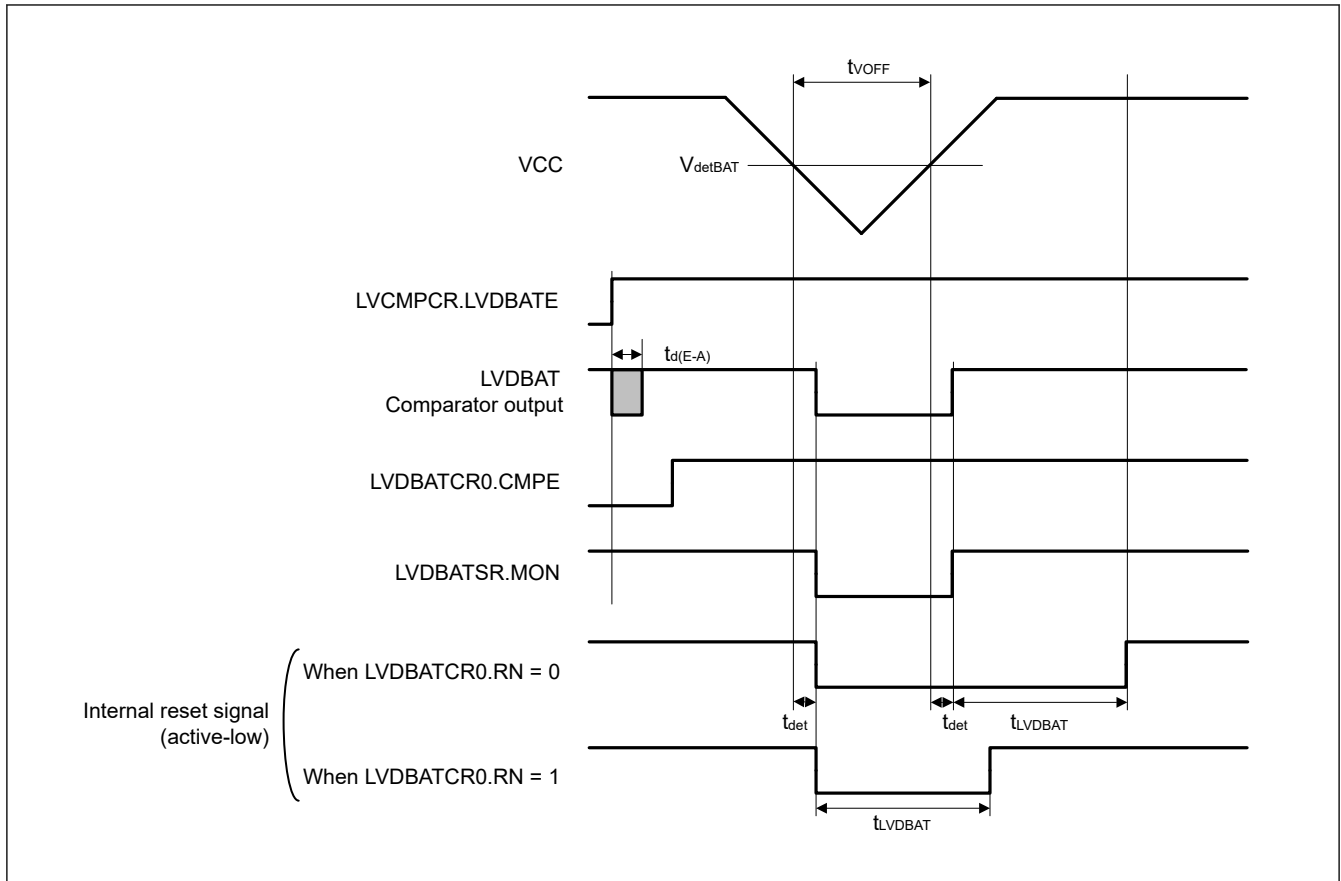 tVOFF
VCC
VdetBAT
LVCMPCR.LVDBATE
td(E-A)
LVDBAT
Comparator output
LVDBATCR0.CMPE
LVDBATSR.MON
When LVDBATCR0.RN = 0
Internal reset signal
(active-low)
tdet
tdet
tLVDBAT
When LVDBATCR0.RN = 1
tLVDBAT